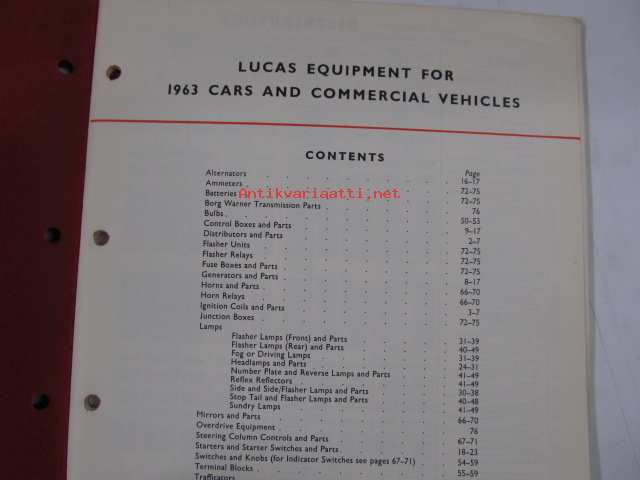 LUCAS EQUIPMENT FOR
1963 CARS AND COMMERCIAL VEHICLES
CONTENTS
Page
Alternators . . . . . . . . . 16–17
Ammeters . . . . . . . . . 72–75
Batteries . . . . . . . . . 72–75
Antikvariaatti.net
Borg Warner Transmission Parts . . . . . . . 76
Bulbs . . . . . . . . . 50–53
Control Boxes and Parts . . . . . . . 9–17
Distributors and Parts . . . . . . . 2–7
Flasher Units . . . . . . . . 72–75
Flasher Relays . . . . . . . . 72–75
Fuse Boxes and Parts . . . . . . . 72–75
Generators and Parts . . . . . . . 8–17
Horns and Parts . . . . . . . . 66–70
Horn Relays . . . . . . . . 66–70
Ignition Coils and Parts . . . . . . . 3–7
Junction Boxes . . . . . . . . 72–75
Lamps
Flasher Lamps (Front) and Parts . . . . . 31–39
Flasher Lamps (Rear) and Parts . . . . . 40–49
Fog or Driving Lamps . . . . . . 31–39
Headlamps and Parts . . . . . . 24–31
Number Plate and Reverse Lamps and Parts . . . 41–49
Reflex Reflectors . . . . . . . 41–49
Side and Side/Flasher Lamps and Parts . . . . 30–38
Stop Tail and Flasher Lamps and Parts . . . . 40–48
Sundry Lamps . . . . . . . 41–49
Mirrors and Parts . . . . . . . . 66–70
Overdrive Equipment . . . . . . . . 76
Steering Column Controls and Parts . . . . . . 67–71
Starters and Starter Switches and Parts . . . . . . 18–23
Switches and Knobs (for Indicator Switches see pages 67–71) . . . 54–59
Terminal Blocks . . . . . . . . 55–59
Trafficators